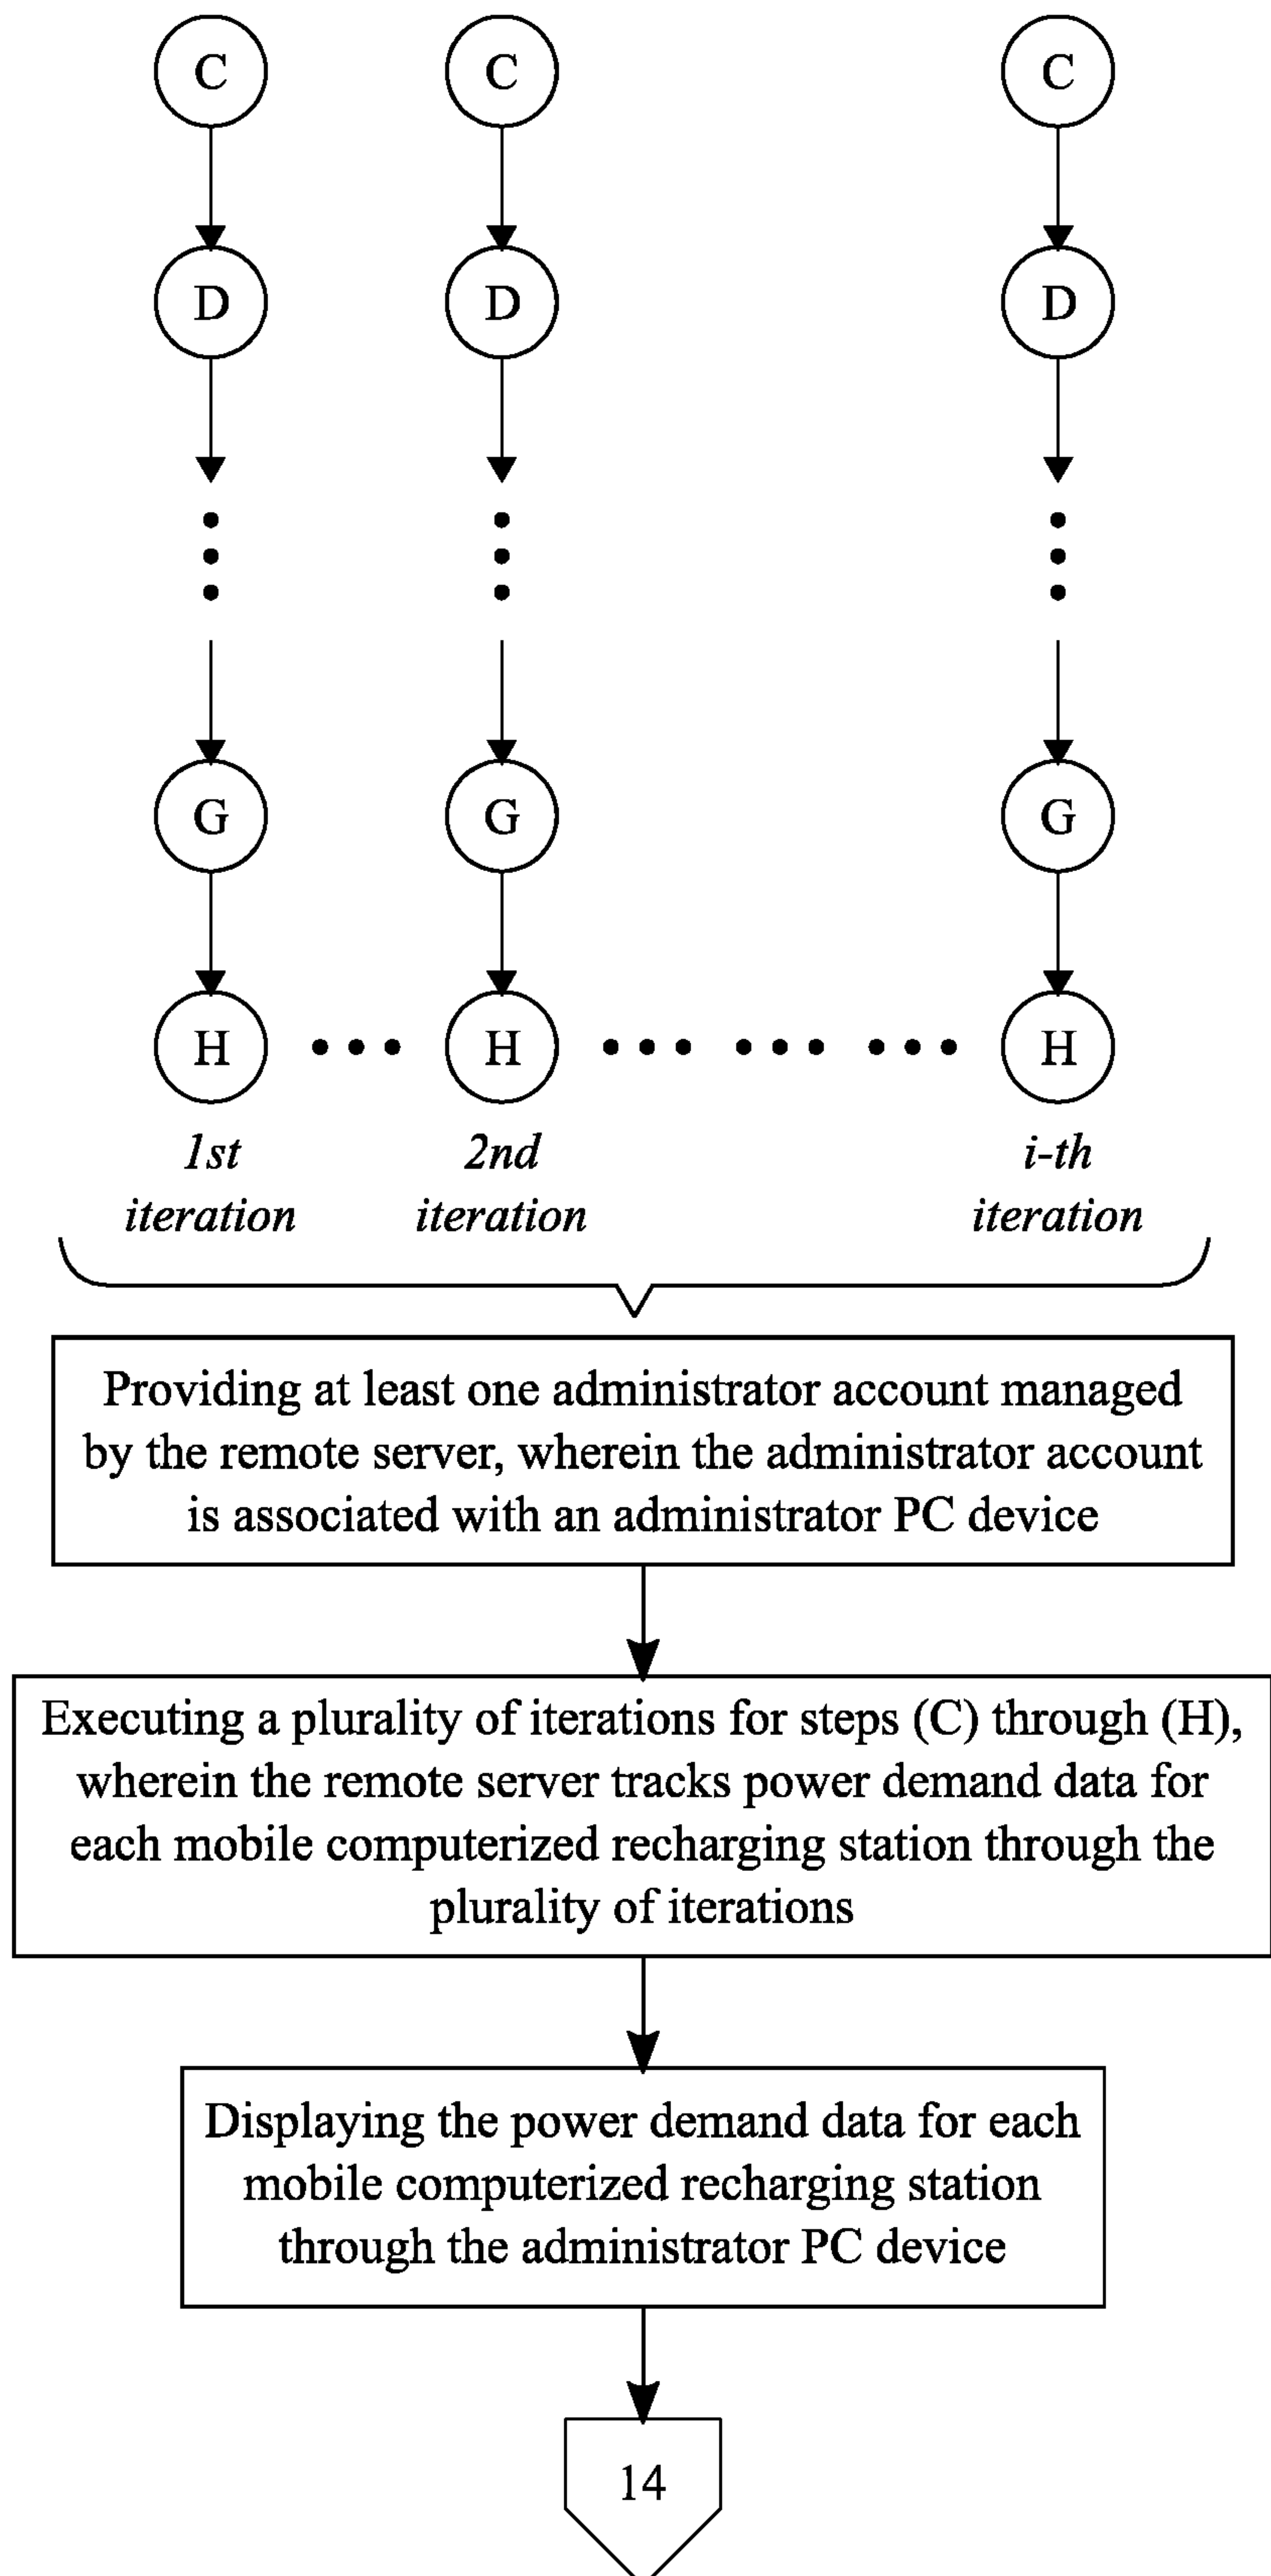 C C C
D D D
G G G
H H H
1st 2nd i-th
iteration iteration iteration
Providing at least one administrator account managed
by the remote server, wherein the administrator account
is associated with an administrator PC device
Executing a plurality of iterations for steps (C) through (H),
wherein the remote server tracks power demand data for
each mobile computerized recharging station through the
plurality of iterations
Displaying the power demand data for each
mobile computerized recharging station
through the administrator PC device
14